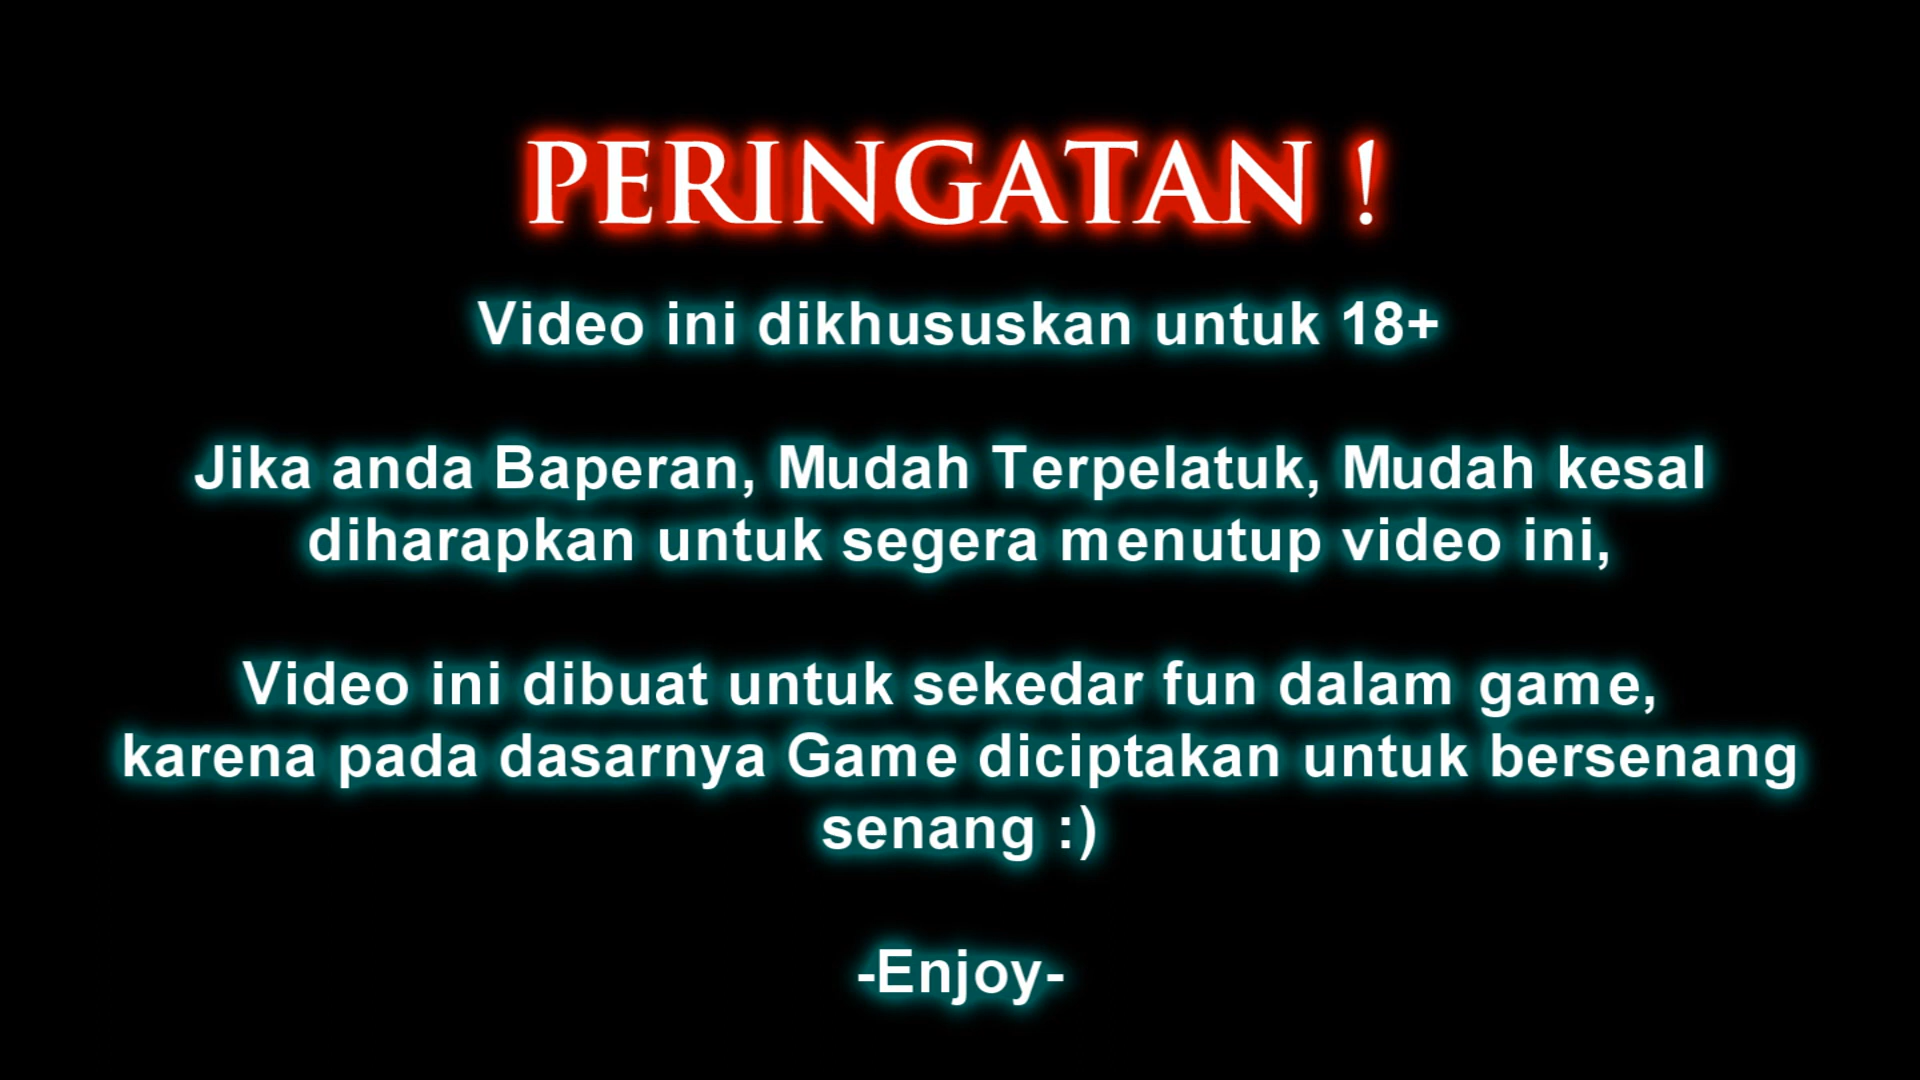 PERINGATAN !
Video ini dikhususkan untuk 18+
Jika anda Baperan, Mudah Terpelatuk, Mudah kesal
diharapkan untuk segera menutup video ini,
Video ini dibuat untuk sekedar fun dalam game,
karena pada dasarnya Game diciptakan untuk bersenang
senang :)
-Enjoy-